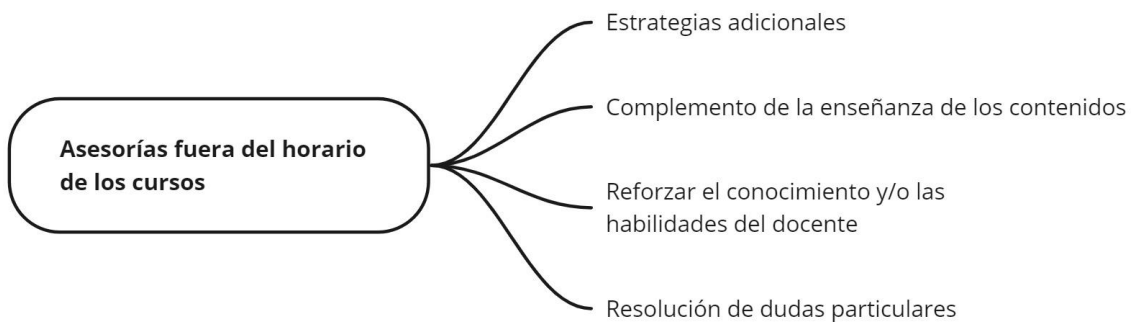 Asesorías fuera del horario
de los cursos
Estrategias adicionales
Complemento de la enseñanza de los contenidos
Reforzar el conocimiento y/o las
habilidades del docente
Resolución de dudas particulares